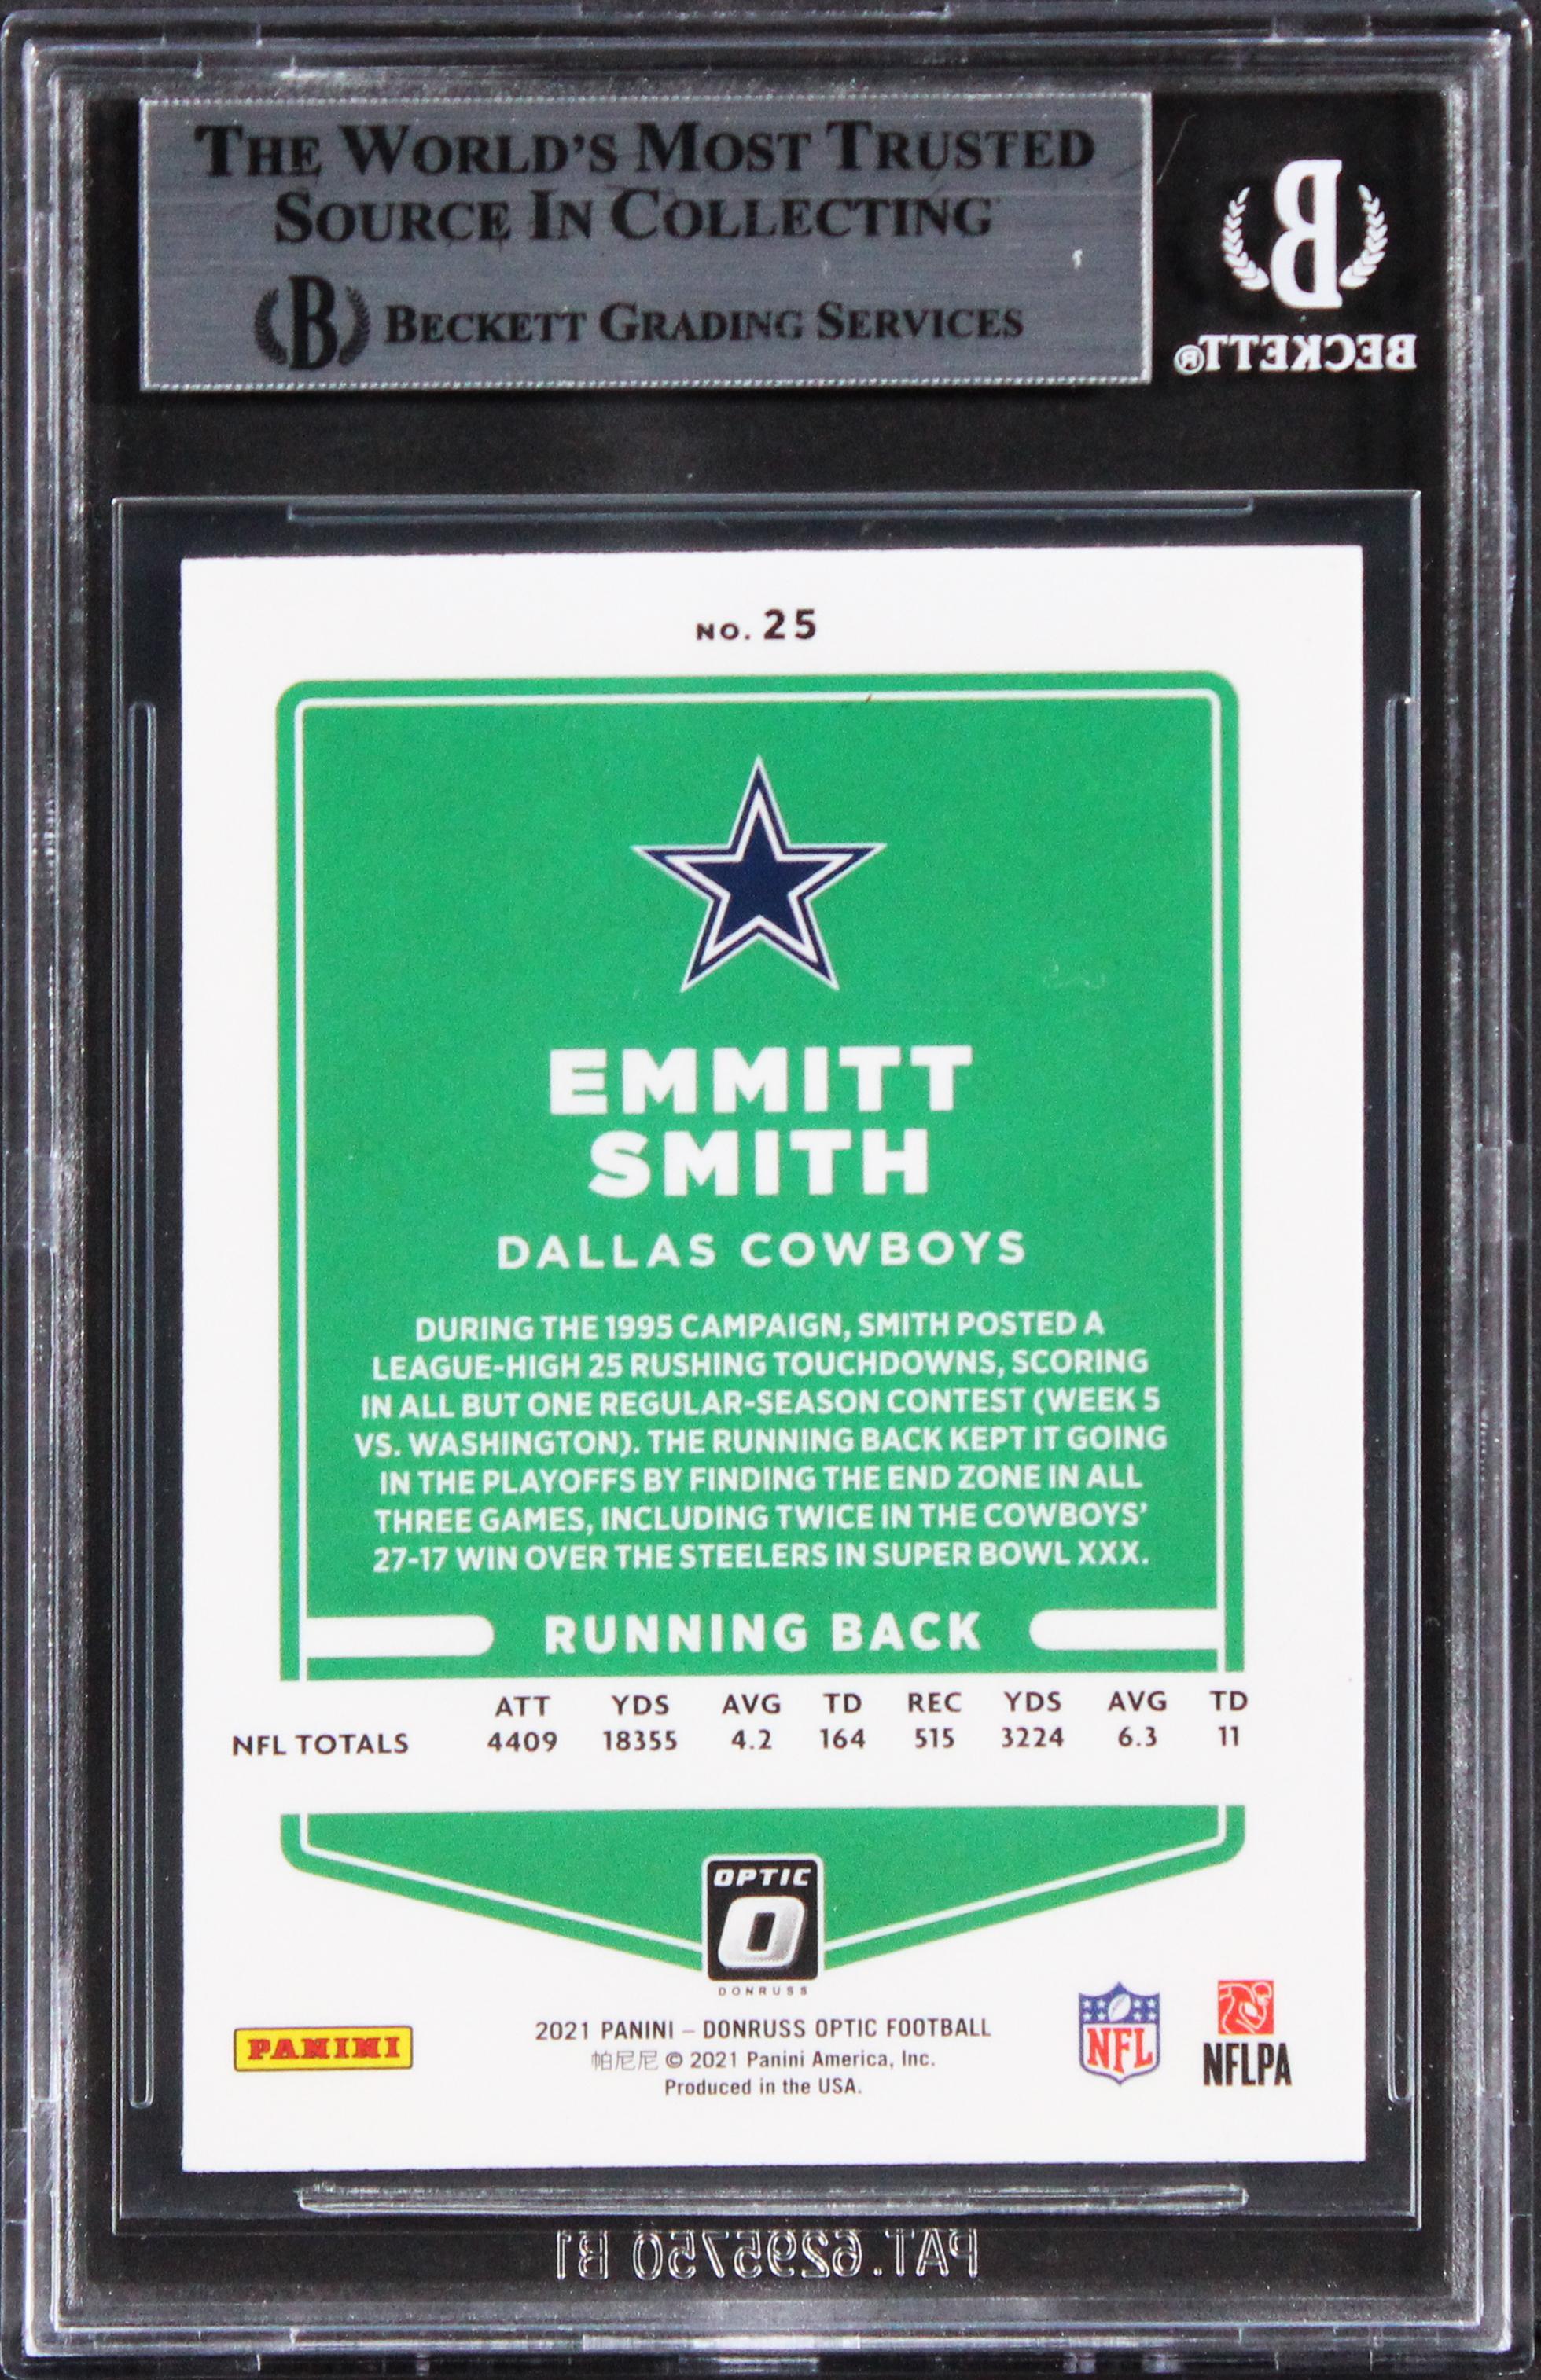 THE WORLD'S MOST TRUSTED
SOURCE IN COLLECTING
B BECKETT GRADING SERVICES
B
BECKETT®
NO. 25
EMMITT
SMITH
DALLAS COWBOYS
DURING THE 1995 CAMPAIGN, SMITH POSTED A
LEAGUE-HIGH 25 RUSHING TOUCHDOWNS, SCORING
IN ALL BUT ONE REGULAR-SEASON CONTEST (WEEK 5
VS. WASHINGTON). THE RUNNING BACK KEPT IT GOING
IN THE PLAYOFFS BY FINDING THE END ZONE IN ALL
THREE GAMES, INCLUDING TWICE IN THE COWBOYS'
27-17 WIN OVER THE STEELERS IN SUPER BOWL XXX.
RUNNING BACK
ATT YDS AVG TD REC YDS AVG TD
NFL TOTALS 4409 18355 4.2 164 515 3224 6.3 11
OPTIC
O
DONRUSS
PANINI
2021 PANINI – DONRUSS OPTIC FOOTBALL
帕尼尼 © 2021 Panini America, Inc.
Produced in the USA.
NFL
NFLPA
PAT.6295750 B1